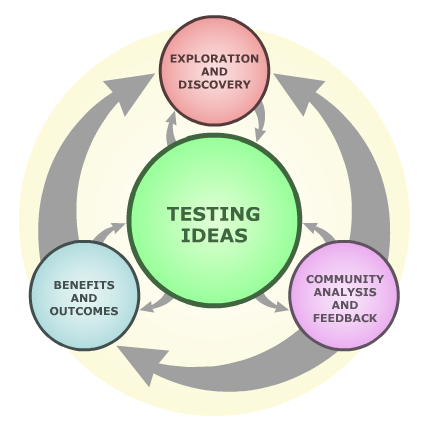 EXPLORATION
AND
DISCOVERY
TESTING
IDEAS
BENEFITS
AND
OUTCOMES
COMMUNITY
ANALYSIS
AND
FEEDBACK